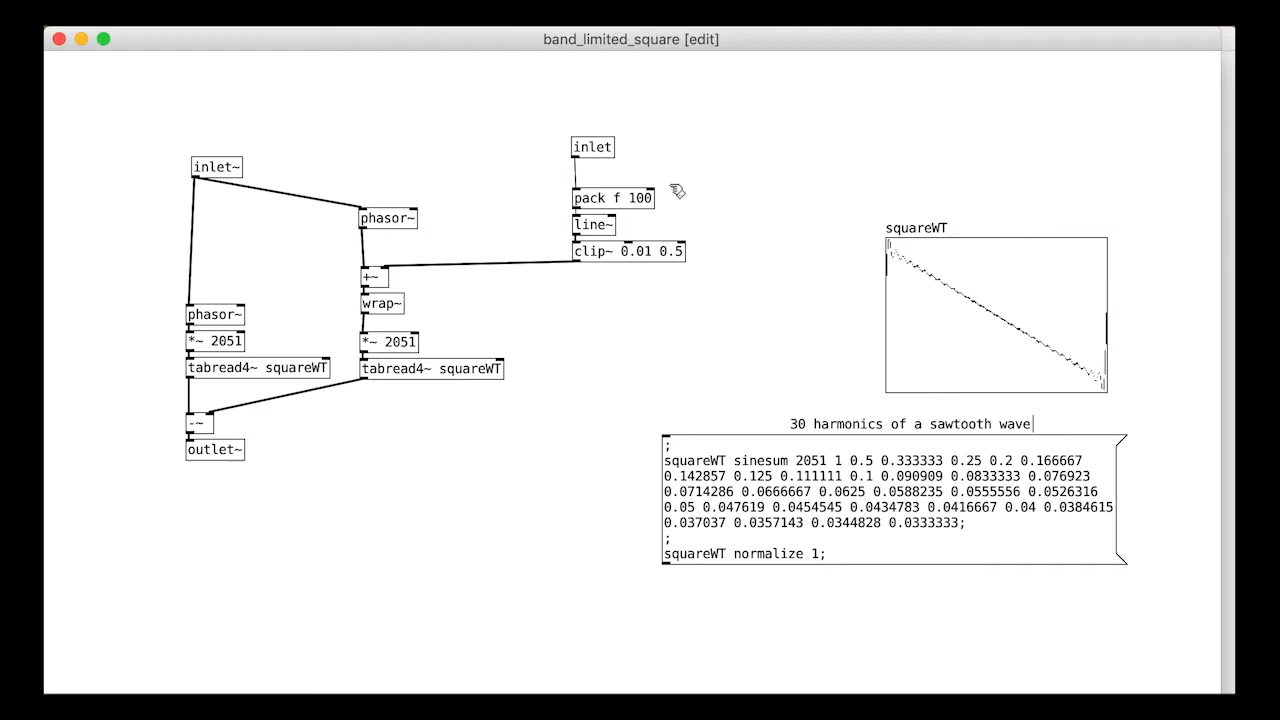 band_limited_square [edit]
inlet
inlet~
pack f 100
phasor~
line~
squareWT
clip~ 0.01 0.5
+~
wrap~
phasor~
*~ 2051
*~ 2051
tabread4~ squareWT
tabread4~ squareWT
-~
outlet~
30 harmonics of a sawtooth wave
;
squareWT sinesum 2051 1 0.5 0.333333 0.25 0.2 0.166667
0.142857 0.125 0.111111 0.1 0.090909 0.0833333 0.076923
0.0714286 0.0666667 0.0625 0.0588235 0.0555556 0.0526316
0.05 0.047619 0.0454545 0.0434783 0.0416667 0.04 0.0384615
0.037037 0.0357143 0.0344828 0.0333333;
;
squareWT normalize 1;